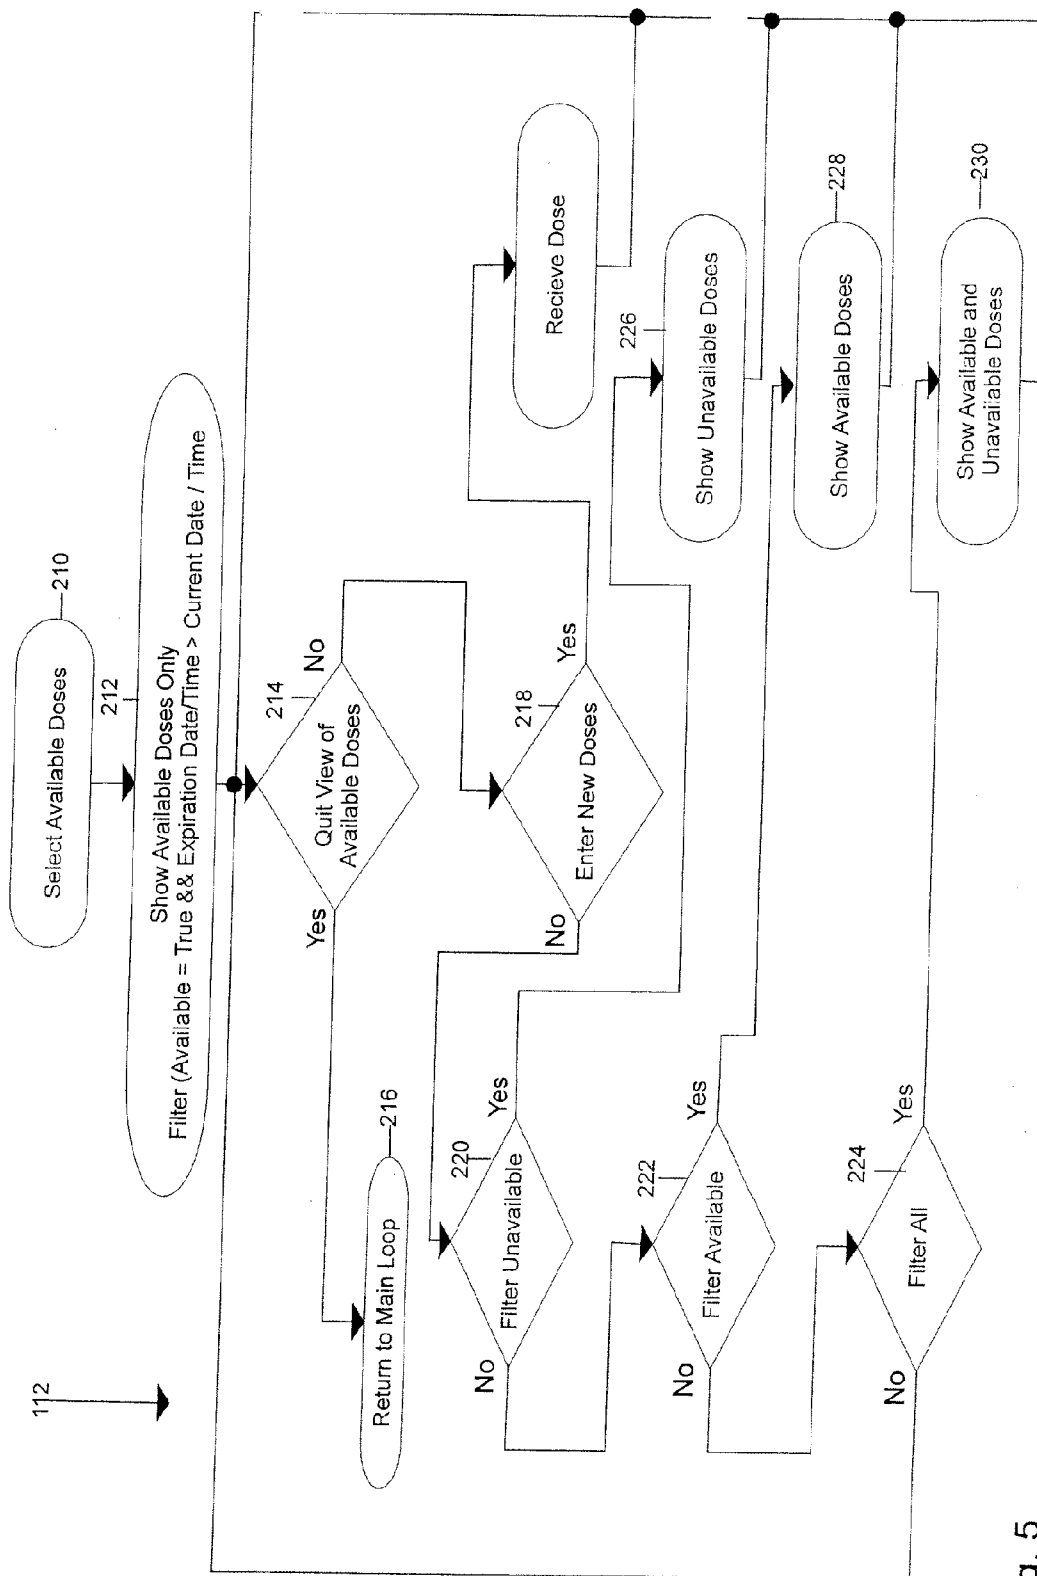 112
Select Available Doses
210
212
Show Available Doses Only
Filter (Available = True && Expiration Date/Time > Current Date / Time
Quit View of
Available Doses
214
Yes
No
Return to Main Loop
216
Enter New Doses
218
No
Yes
Recieve Dose
Filter Unavailable
220
No
Yes
Show Unavailable Doses
226
Filter Available
222
No
Yes
Show Available Doses
228
Filter All
224
No
Yes
Show Available and
Unavailable Doses
230
g. 5